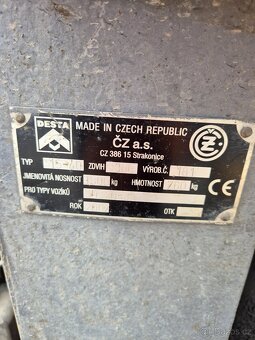 DESTA
MADE IN CZECH REPUBLIC
ČZ a.s.
CZ 386 15 Strakonice
ČZ
TYP ZDVIH VÝROB.Č.
JMENOVITÁ NOSNOST kg HMOTNOST kg CE
PRO TYPY VOZÍKŮ
ROK OTK